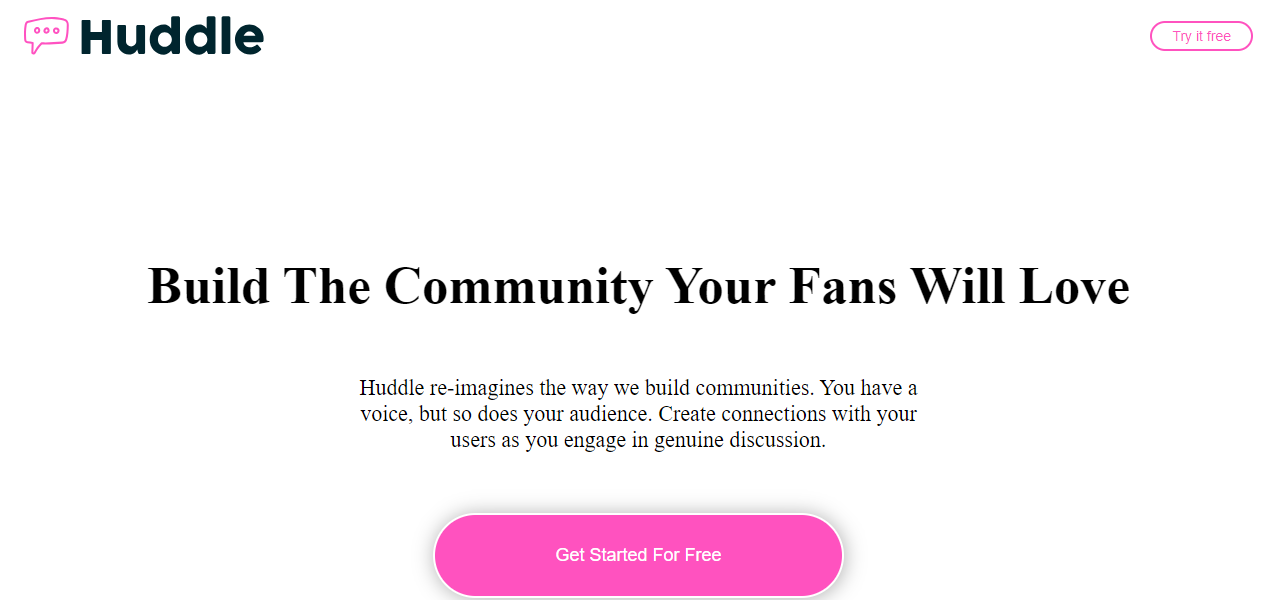 Huddle
Try it free
Build The Community Your Fans Will Love
Huddle re-imagines the way we build communities. You have a
voice, but so does your audience. Create connections with your
users as you engage in genuine discussion.
Get Started For Free